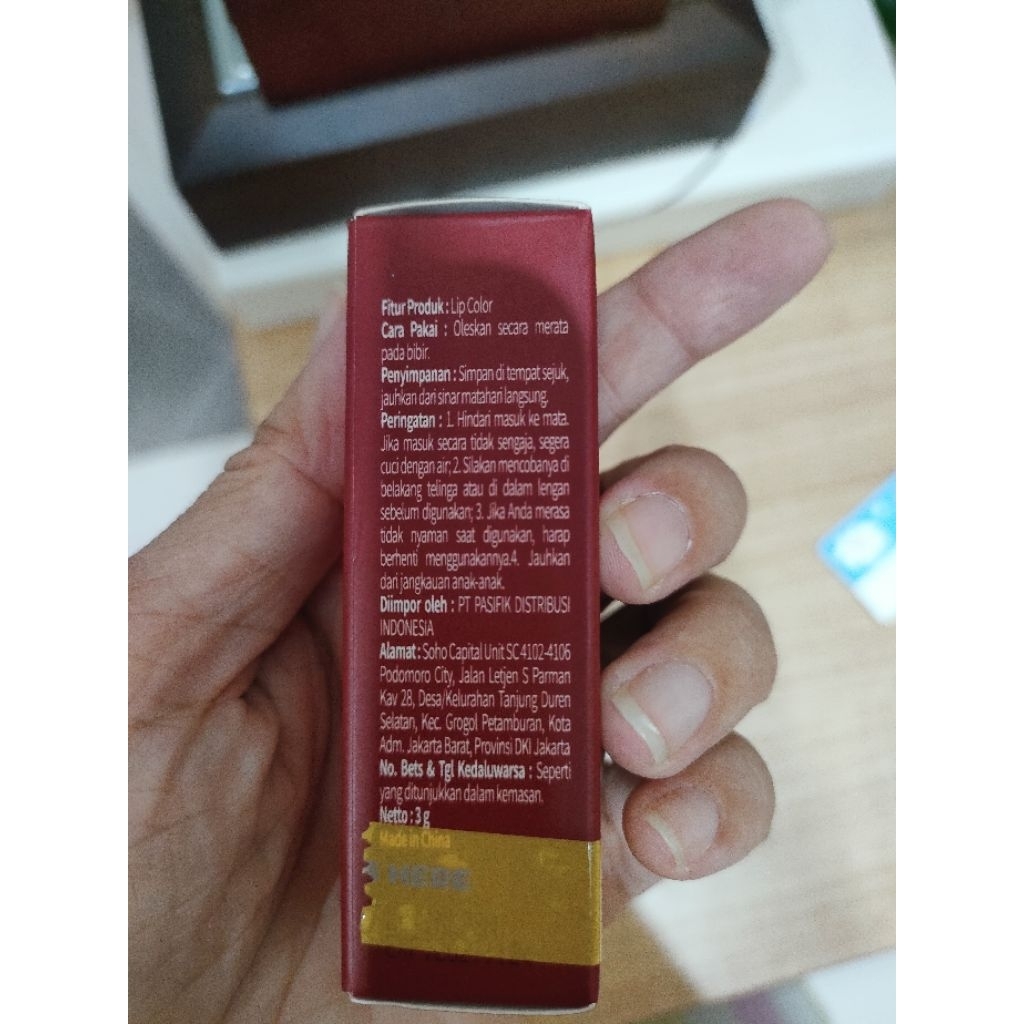 Fitur Produk : Lip Color
Cara Pakai : Oleskan secara merata
pada bibir.
Penyimpanan : Simpan di tempat sejuk,
jauhkan dari sinar matahari langsung.
Peringatan : 1. Hindari masuk ke mata.
Jika masuk secara tidak sengaja, segera
cuci dengan air; 2. Silakan mencobanya di
belakang telinga atau di dalam lengan
sebelum digunakan; 3. Jika Anda merasa
tidak nyaman saat digunakan, harap
berhenti menggunakannya.4. Jauhkan
dari jangkauan anak-anak.
Diimpor oleh : PT PASIFIK DISTRIBUSI
INDONESIA
Alamat : Soho Capital Unit SC 4102-4106
Podomoro City, Jalan Letjen S Parman
Kav 28, Desa/Kelurahan Tanjung Duren
Selatan, Kec. Grogol Petamburan, Kota
Adm. Jakarta Barat, Provinsi DKI Jakarta
No. Bets & Tgl Kedaluwarsa : Seperti
yang ditunjukkan dalam kemasan.
Netto : 3 g
Made in China